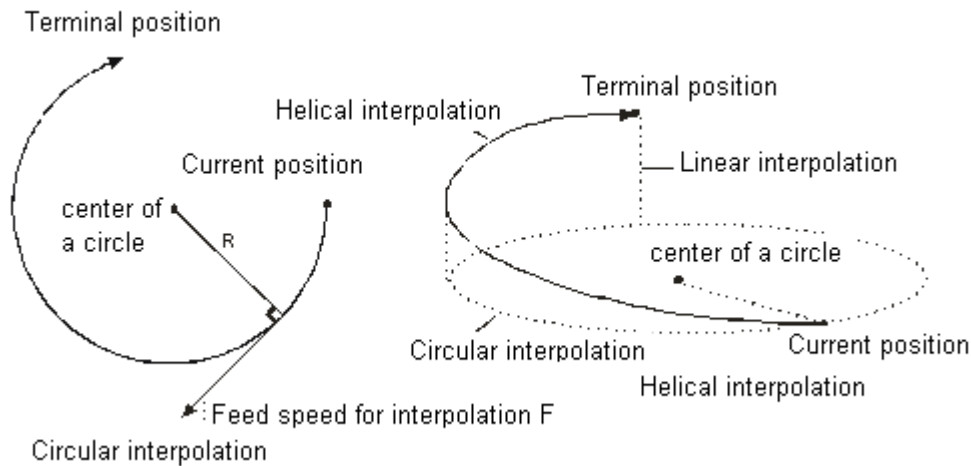 Terminal position
Current position
center of
a circle
R
Feed speed for interpolation F
Circular interpolation
Terminal position
Helical interpolation
Linear interpolation
center of a circle
Circular interpolation
Current position
Helical interpolation